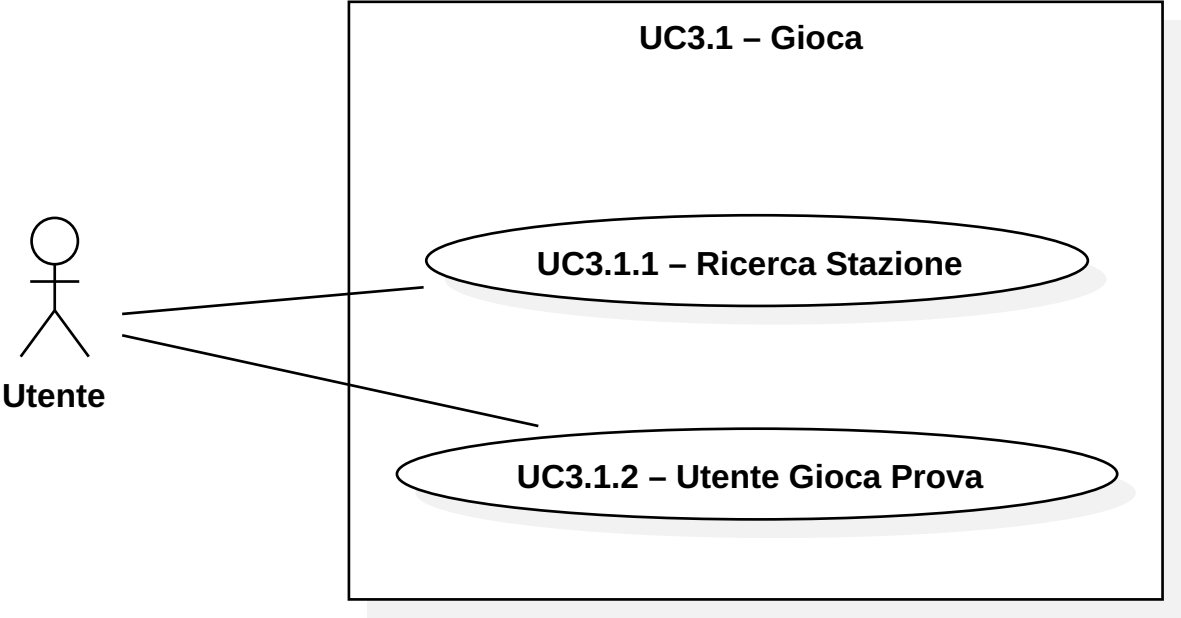 UC3.1 – Gioca
UC3.1.1 – Ricerca Stazione
Utente
UC3.1.2 – Utente Gioca Prova